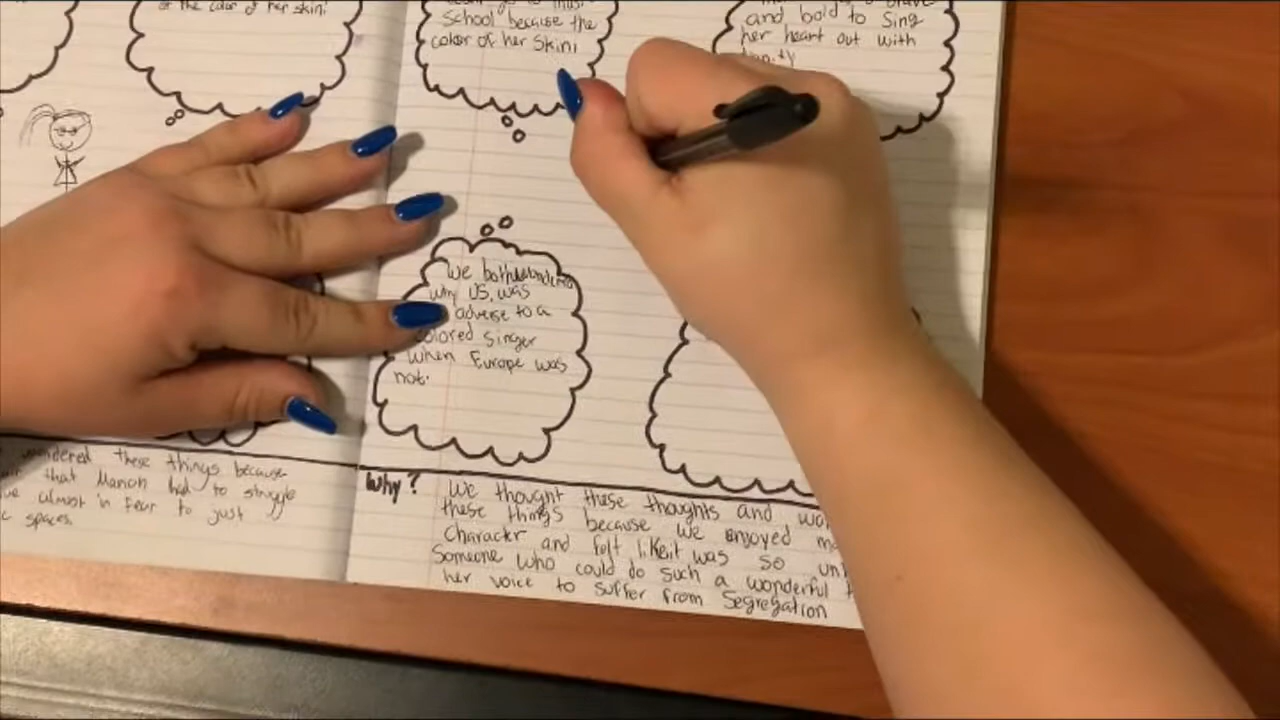 of the color of her skin
School because the
color of her Skin,
and bold to Sing
her heart out with
We both
why US, was
adverse to a
colored Singer
When Europe was
not.
wondered these things because
that Marion had to struggle
almost in fear to just
spaces.
Why?
We thought these thoughts and
these things because we enjoyed
Character and felt like it was so
Someone who could do such a wonderful
her voice to suffer from Segregation